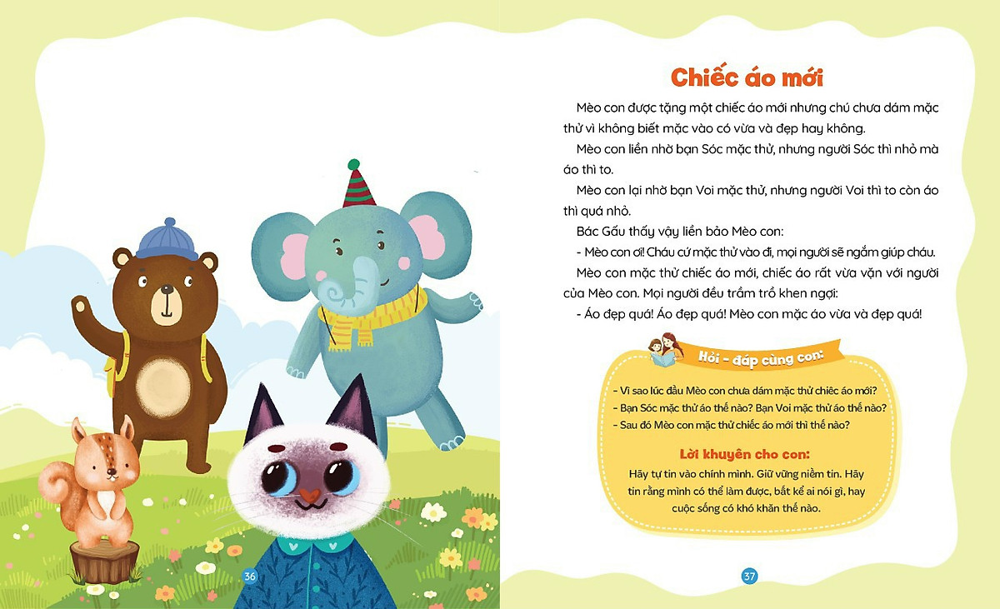 Chiếc áo mới
Mèo con được tặng một chiếc áo mới nhưng chú chưa dám mặc
thử vì không biết mặc vào có vừa và đẹp hay không.
Mèo con liền nhờ bạn Sóc mặc thử, nhưng người Sóc thì nhỏ mà
áo thì to.
Mèo con lại nhờ bạn Voi mặc thử, nhưng người Voi thì to còn áo
thì quá nhỏ.
Bác Gấu thấy vậy liền bảo Mèo con:
- Mèo con ơi! Cháu cứ mặc thử vào đi, mọi người sẽ ngắm giúp cháu.
Mèo con mặc thử chiếc áo mới, chiếc áo rất vừa vặn với người
của Mèo con. Mọi người đều trầm trồ khen ngợi:
- Áo đẹp quá! Áo đẹp quá! Mèo con mặc áo vừa và đẹp quá!
Hỏi - đáp cùng con:
- Vì sao lúc đầu Mèo con chưa dám mặc thử chiêc áo mới?
- Bạn Sóc mặc thử áo thế nào? Bạn Voi mặc thử áo thế nào?
- Sau đó Mèo con mặc thử chiếc áo mới thì thế nào?
Lời khuyên cho con:
Hãy tự tin vào chính mình. Giữ vững niềm tin. Hãy
tin rằng mình có thể làm được, bất kể ai nói gì, hay
cuộc sống có khó khăn thế nào.
36
37